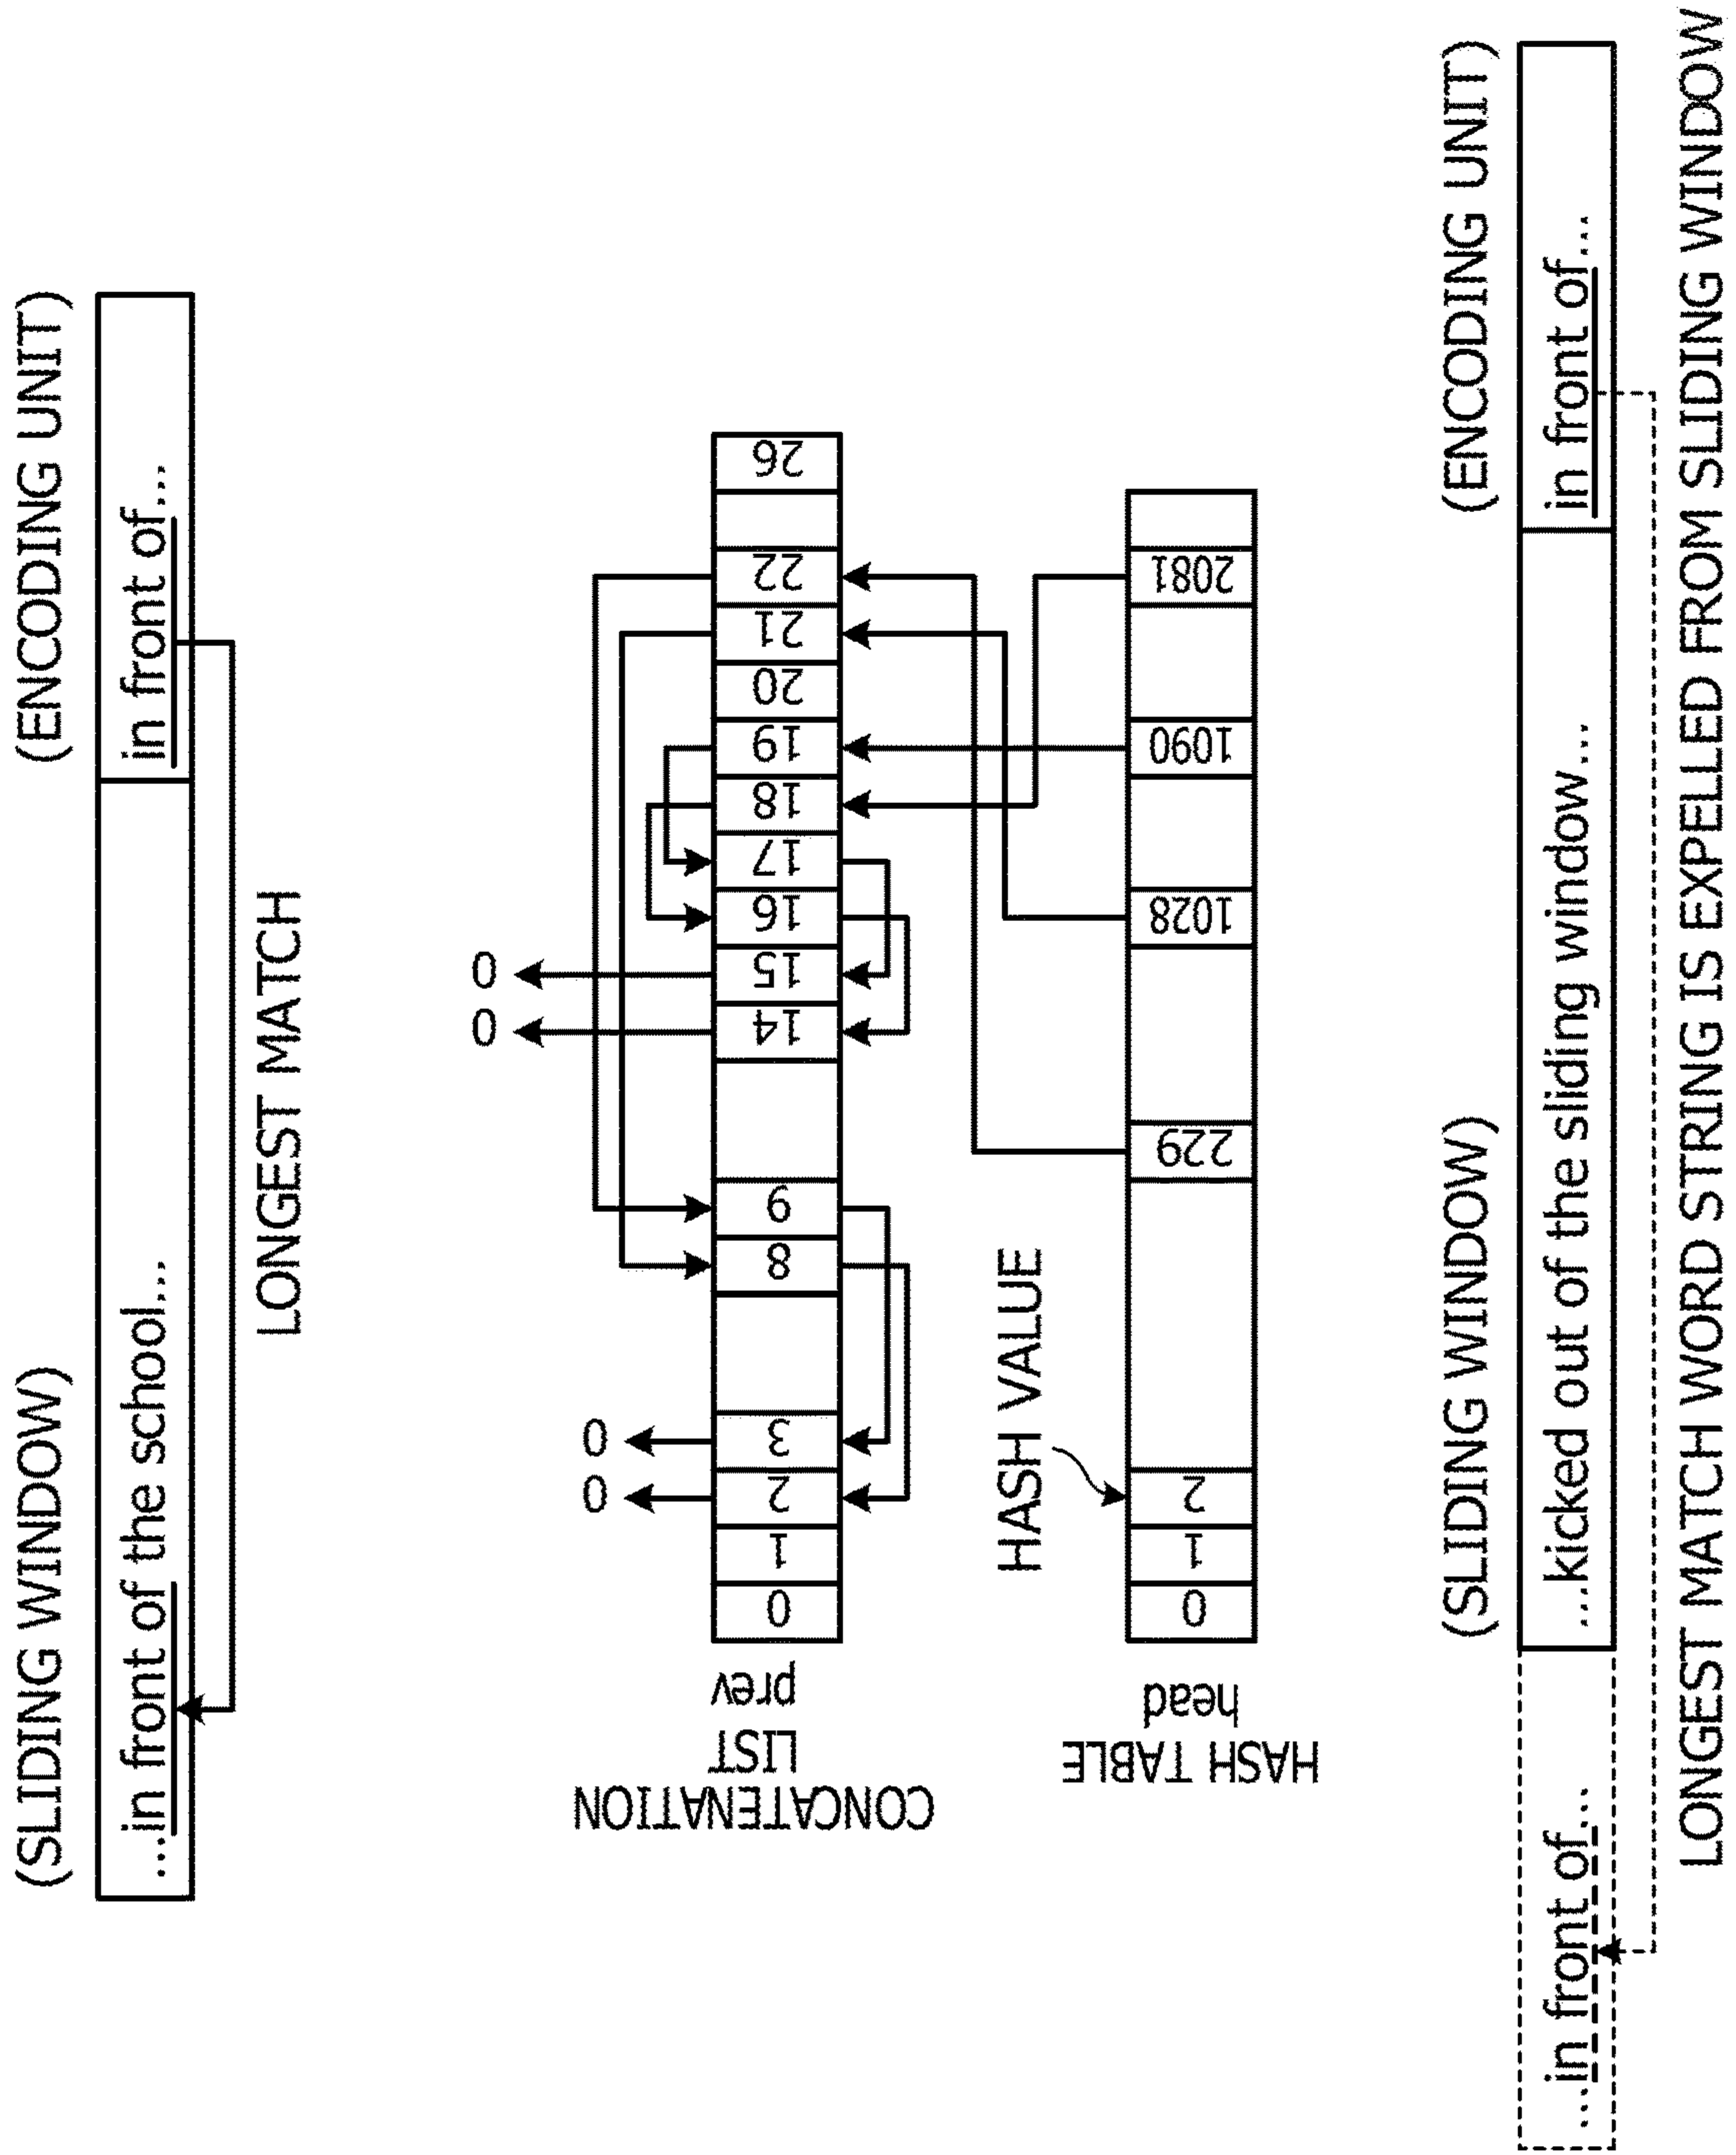 (SLIDING WINDOW) (ENCODING UNIT)
...in front of the school... in front of...
LONGEST MATCH
0 0 0 0
CONCATENATION
LIST
prev
0 1 2 3 8 9 14 15 16 17 18 19 20 21 22 26
HASH VALUE
HASH TABLE
head
0 1 2 229 1028 1090 2081
(SLIDING WINDOW) (ENCODING UNIT)
...in front of... ...kicked out of the sliding window... in front of...
LONGEST MATCH WORD STRING IS EXPELLED FROM SLIDING WINDOW